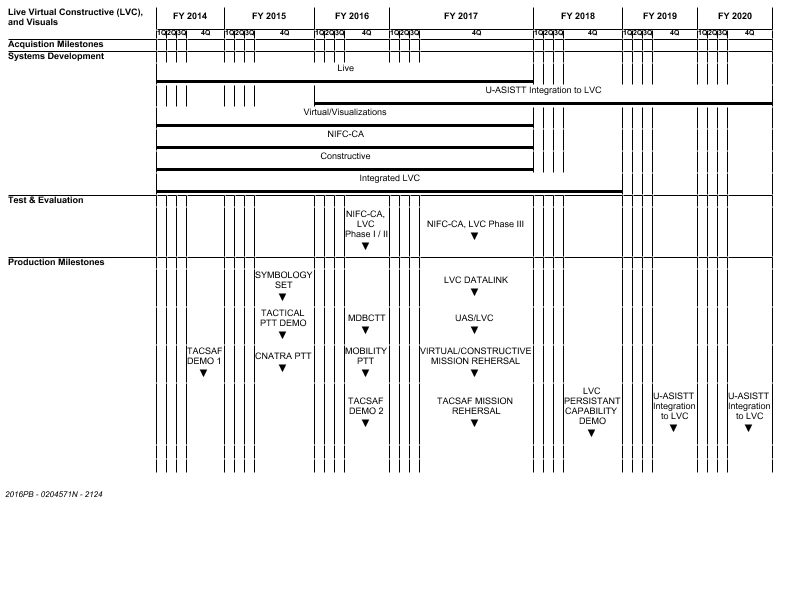 Live Virtual Constructive (LVC),
and Visuals
FY 2014 FY 2015 FY 2016 FY 2017 FY 2018 FY 2019 FY 2020
1Q 2Q 3Q 4Q 1Q 2Q 3Q 4Q 1Q 2Q 3Q 4Q 1Q 2Q 3Q 4Q 1Q 2Q 3Q 4Q 1Q 2Q 3Q 4Q 1Q 2Q 3Q 4Q
Acquistion Milestones
Systems Development
Live
U-ASISTT Integration to LVC
Virtual/Visualizations
NIFC-CA
Constructive
Integrated LVC
Test & Evaluation
NIFC-CA,
LVC
Phase I / II
NIFC-CA, LVC Phase III
Production Milestones
SYMBOLOGY
SET
LVC DATALINK
TACTICAL
PTT DEMO
MDBCTT
UAS/LVC
TACSAF
DEMO 1
CNATRA PTT
MOBILITY
PTT
VIRTUAL/CONSTRUCTIVE
MISSION REHERSAL
TACSAF
DEMO 2
TACSAF MISSION
REHERSAL
LVC
PERSISTANT
CAPABILITY
DEMO
U-ASISTT
Integration
to LVC
U-ASISTT
Integration
to LVC
2016PB - 0204571N - 2124